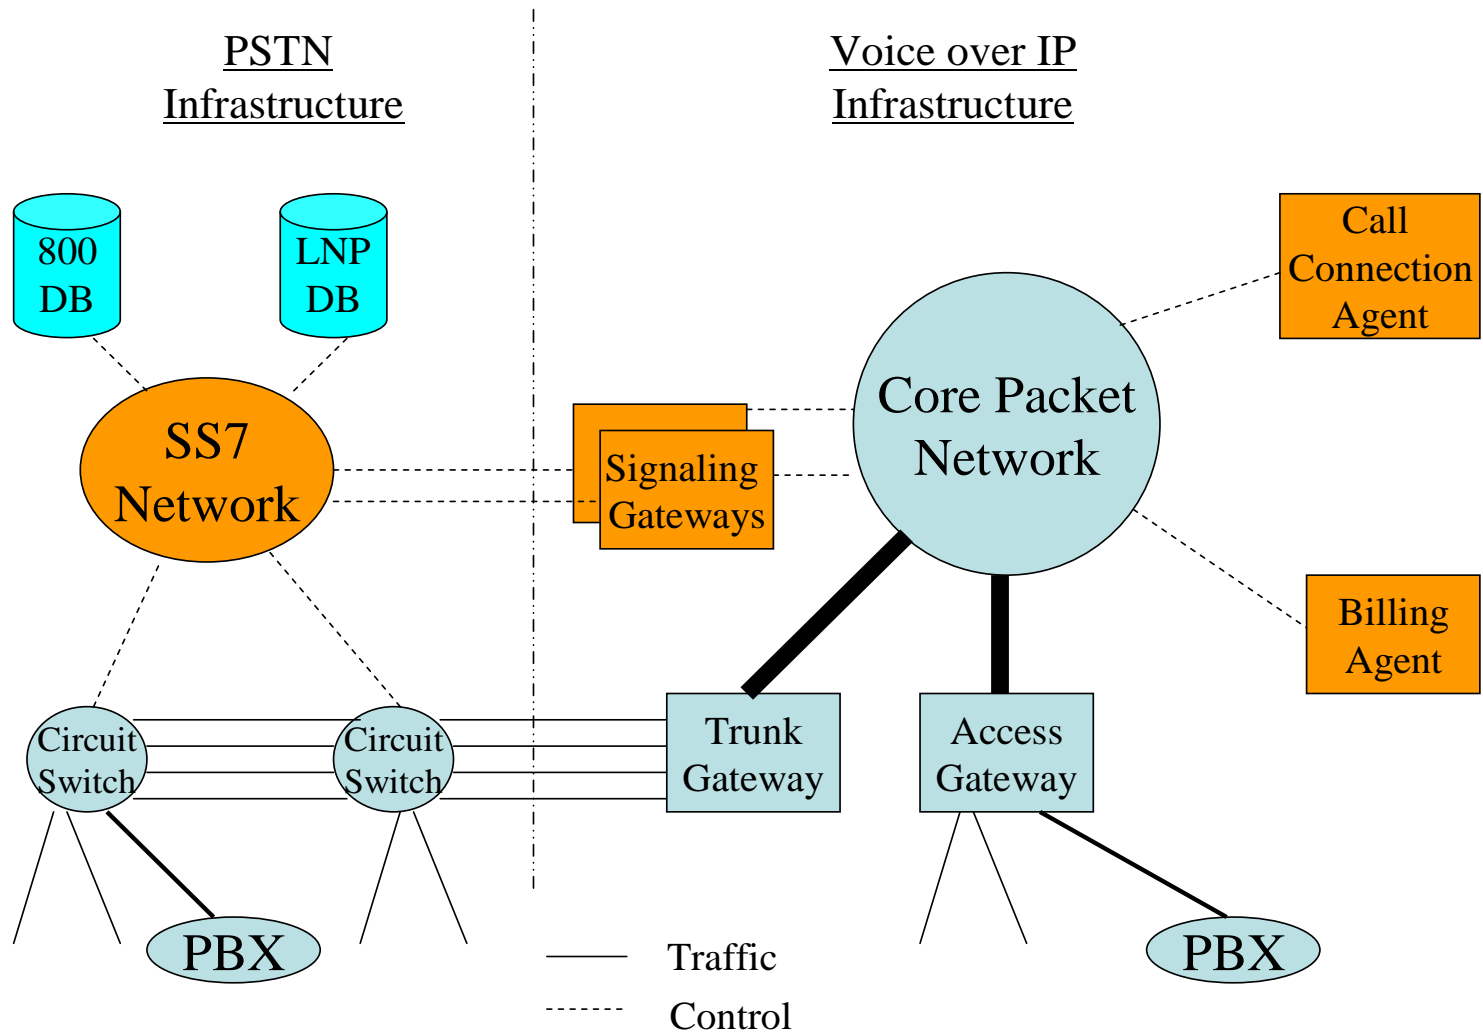 PSTN
Infrastructure
Voice over IP
Infrastructure
800
DB
LNP
DB
Call
Connection
Agent
Core Packet
Network
SS7
Network
Signaling
Gateways
Billing
Agent
Circuit
Switch
Circuit
Switch
Trunk
Gateway
Access
Gateway
PBX
PBX
Traffic
Control